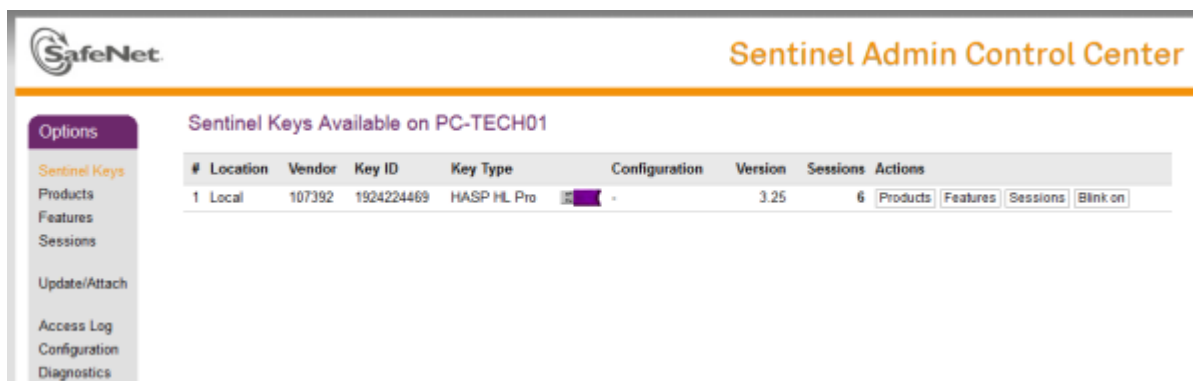 SafeNet.
Sentinel Admin Control Center
Options
Sentinel Keys
Products
Features
Sessions
Update/Attach
Access Log
Configuration
Diagnostics
Sentinel Keys Available on PC-TECH01
# Location Vendor Key ID Key Type Configuration Version Sessions Actions
1 Local 107392 1924224469 HASP HL Pro - 3.25 6 Products Features Sessions Blink on